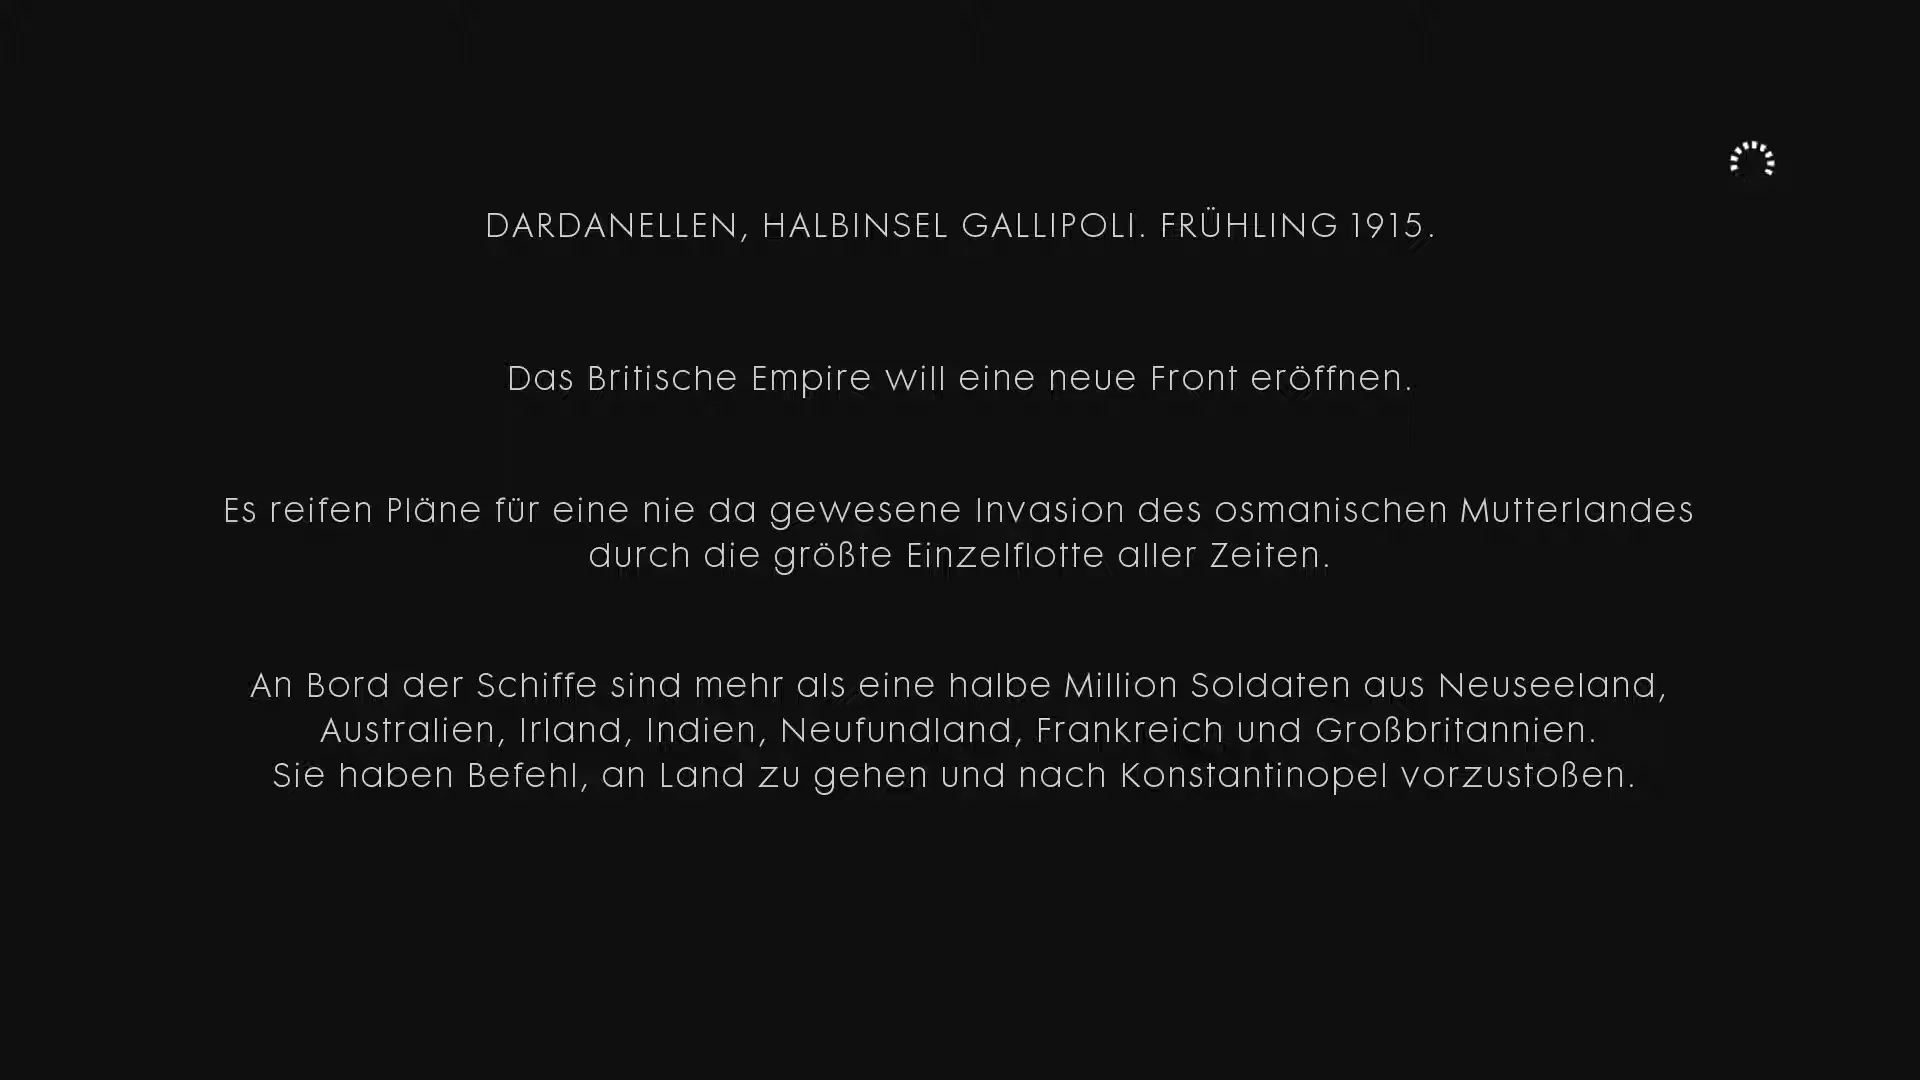 DARDANELLEN, HALBINSEL GALLIPOLI. FRÜHLING 1915.
Das Britische Empire will eine neue Front eröffnen.
Es reifen Pläne für eine nie da gewesene Invasion des osmanischen Mutterlandes
durch die größte Einzelflotte aller Zeiten.
An Bord der Schiffe sind mehr als eine halbe Million Soldaten aus Neuseeland,
Australien, Irland, Indien, Neufundland, Frankreich und Großbritannien.
Sie haben Befehl, an Land zu gehen und nach Konstantinopel vorzustoßen.